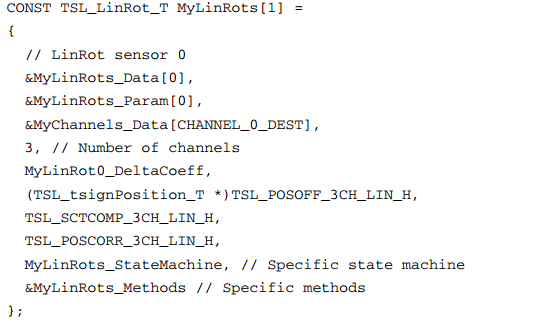 CONST TSL_LinRot_T MyLinRots[1] =
{
// LinRot sensor 0
&MyLinRots_Data[0],
&MyLinRots_Param[0],
&MyChannels_Data[CHANNEL_0_DEST],
3, // Number of channels
MyLinRot0_DeltaCoeff,
(TSL_tsignPosition_T *)TSL_POSOFF_3CH_LIN_H,
TSL_SCTCOMP_3CH_LIN_H,
TSL_POSCORR_3CH_LIN_H,
MyLinRots_StateMachine, // Specific state machine
&MyLinRots_Methods // Specific methods
};